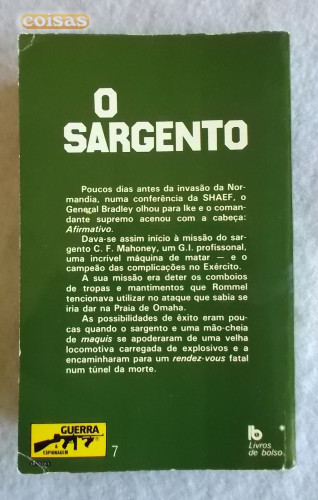 coisas
O
SARGENTO
Poucos dias antes da invasão da Nor-
mandia, numa conferência da SHAEF, o
General Bradley olhou para Ike e o coman-
dante supremo acenou com a cabeça:
Afirmativo.
Dava-se assim início à missão do sar-
gento C. F. Mahoney, um G.I. profissonal,
uma incrível máquina de matar — e o
campeão das complicações no Exército.
A sua missão era deter os comboios
de tropas e mantimentos que Rommel
tencionava utilizar no ataque que sabia se
iria dar na Praia de Omaha.
As possibilidades de êxito eram pou-
cas quando o sargento e uma mão-cheia
de maquis se apoderaram de uma velha
locomotiva carregada de explosivos e a
encaminharam para um rendez-vous fatal
num túnel da morte.
GUERRA
E ESPIONAGEM
7
Livros
de bolso